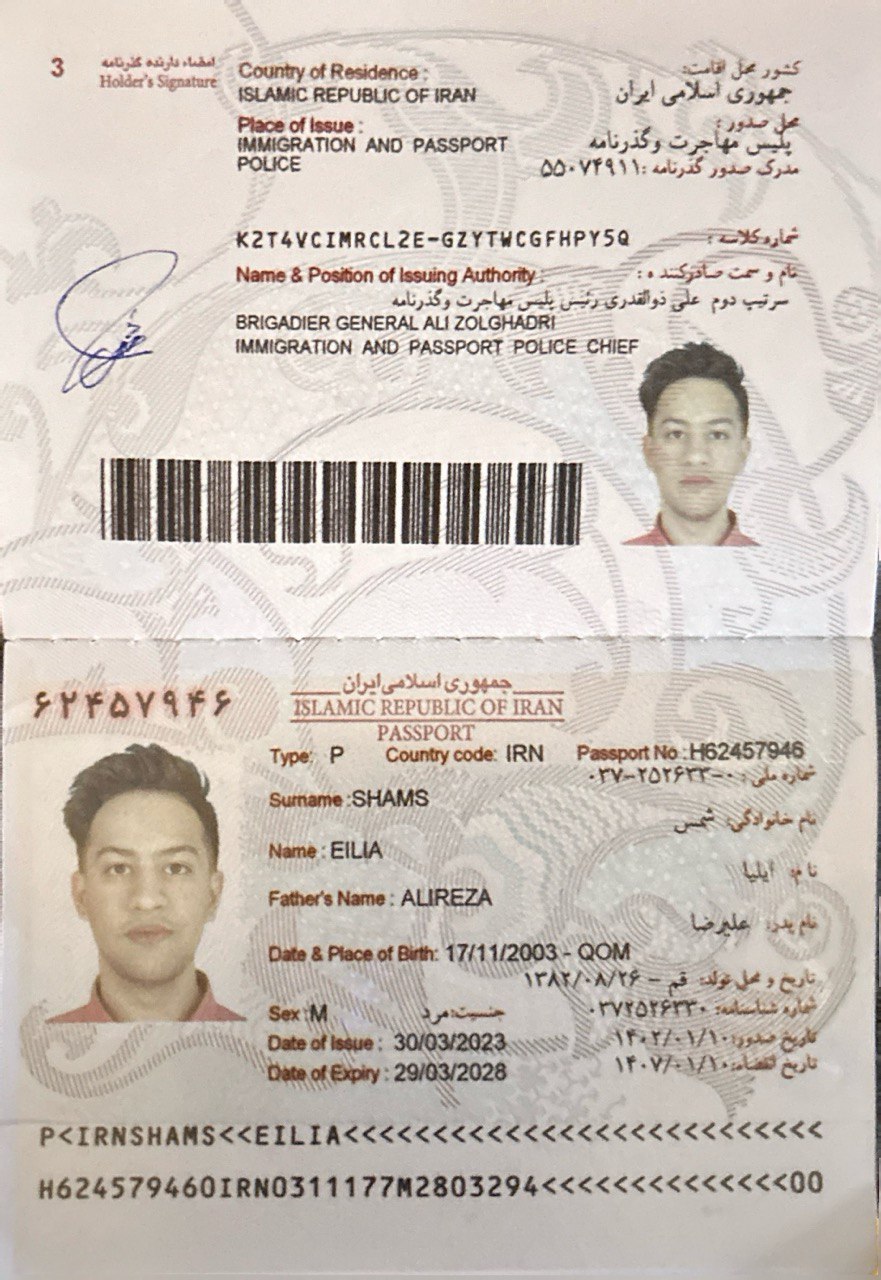 3
امضاء دارنده گذرنامه
Holder's Signature
Country of Residence :
کشور محل اقامت:
ISLAMIC REPUBLIC OF IRAN
جمهوری اسلامی ایران
Place of Issue :
محل صدور :
IMMIGRATION AND PASSPORT POLICE
پلیس مهاجرت وگذرنامه
مدرک صدور گذرنامه :۵۵۰۷۴۹۱۱
K2T4VCIMRCL2E-GZYTWCGFHPY5Q
شماره کلاسه :
Name & Position of Issuing Authority :
نام و سمت صادرکننده :
سرتیپ دوم علی ذوالقدری رئیس پلیس مهاجرت وگذرنامه
BRIGADIER GENERAL ALI ZOLGHADRI
IMMIGRATION AND PASSPORT POLICE CHIEF
۶۲۴۵۷۹۴۶
جمهوری اسلامی ایران
ISLAMIC REPUBLIC OF IRAN
PASSPORT
Type: P Country code: IRN Passport No :H62457946
شماره ملی : ۰۳۷-۲۵۲۶۳۳-۰
Surname :SHAMS
نام خانوادگی: شمس
Name : EILIA
نام: ایلیا
Father's Name : ALIREZA
نام پدر: علیرضا
Date & Place of Birth: 17/11/2003 - QOM
تاریخ و محل تولد: قم - ۱۳۸۲/۰۸/۲۶
Sex : M
جنسیت:مرد
شماره شناسنامه: ۰۳۷۲۵۲۶۳۳۰
Date of Issue : 30/03/2023
تاریخ صدور: ۱۴۰۲/۰۱/۱۰
Date of Expiry : 29/03/2028
تاریخ انقضاء: ۱۴۰۷/۰۱/۱۰
P<IRNSHAMS<<EILIA<<<<<<<<<<<<<<<<<<<<<<<<<<<
H624579460IRN0311177M2803294<<<<<<<<<<<<<<00